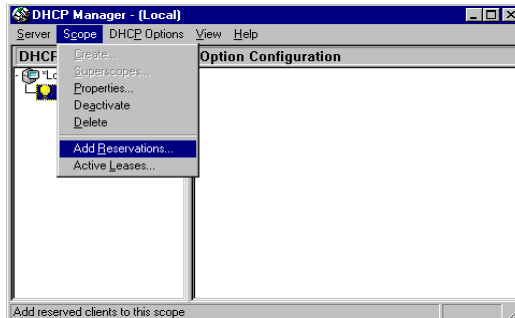 DHCP Manager - (Local)
Server Scope DHCP Options View Help
DHCP Option Configuration
Create...
Superscopes...
Properties...
Deactivate
Delete
Add Reservations...
Active Leases...
Add reserved clients to this scope